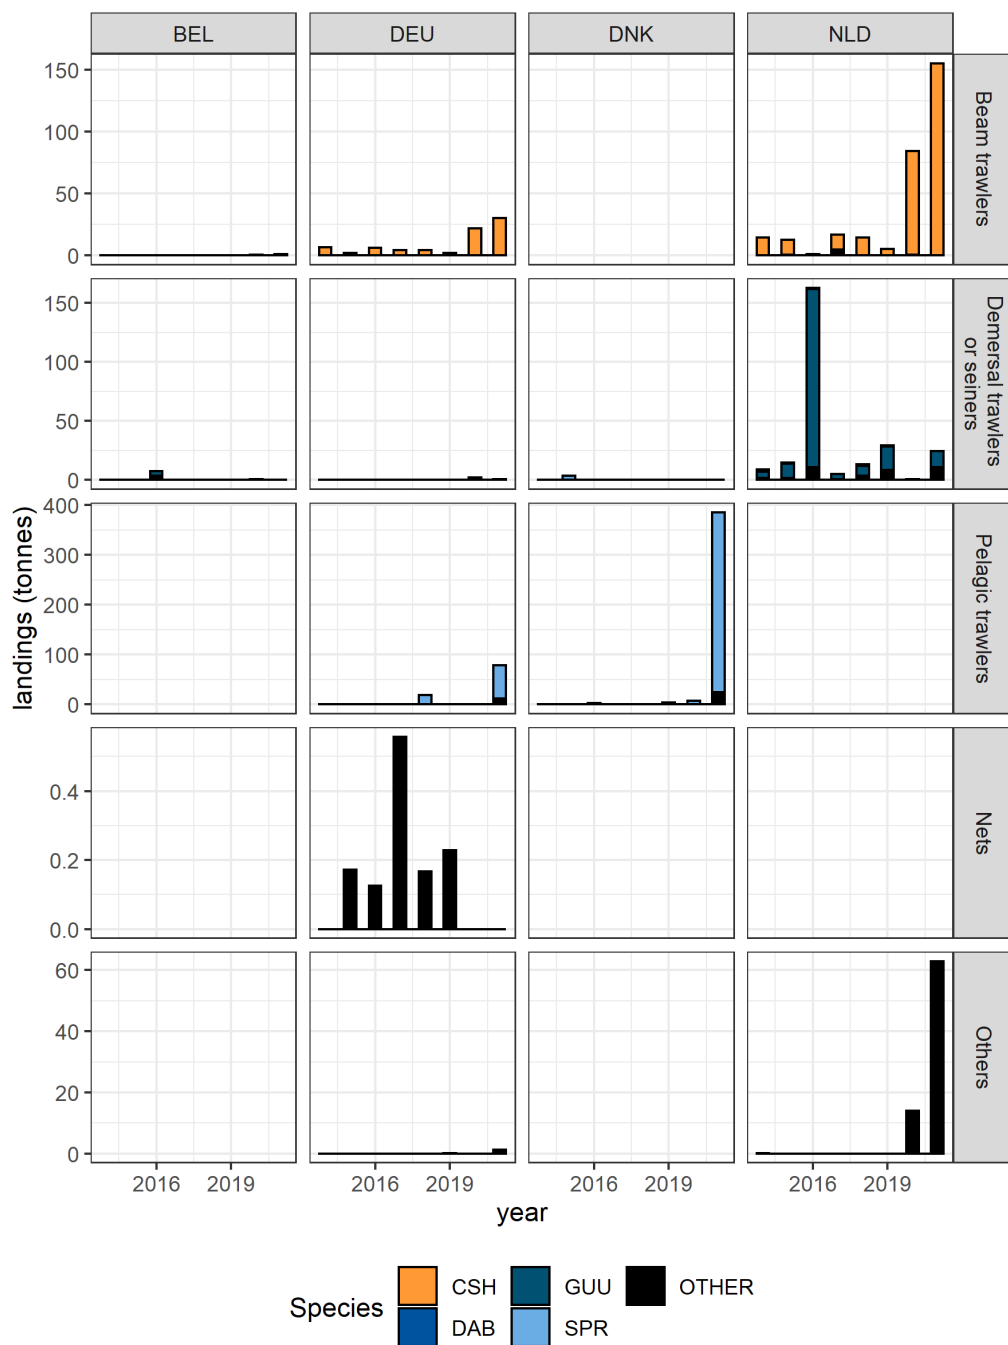 BEL DEU DNK NLD
150
100
50
0
Beam trawlers
150
100
50
0
Demersal trawlers
or seiners
400
300
200
100
0
Pelagic trawlers
landings (tonnes)
0.4
0.2
0.0
Nets
60
40
20
0
Others
2016 2019 2016 2019 2016 2019 2016 2019
year
Species
CSH GUU OTHER
DAB SPR